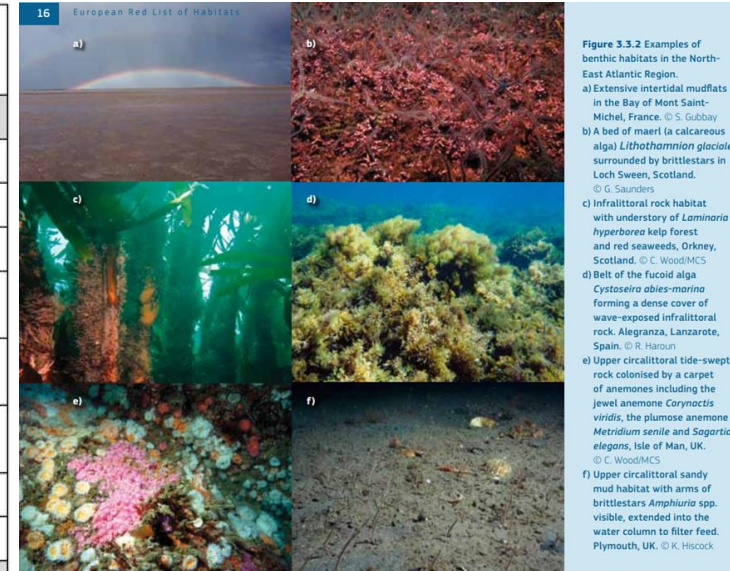 16 European Red List of Habitats
a)
b)
c)
d)
e)
f)
Figure 3.3.2 Examples of
benthic habitats in the North-
East Atlantic Region.
a) Extensive intertidal mudflats
in the Bay of Mont Saint-
Michel, France. © S. Gubbay
b) A bed of maerl (a calcareous
alga) Lithothamnion glaciale
surrounded by brittlestars in
Loch Sween, Scotland.
© G. Saunders
c) Infralittoral rock habitat
with understory of Laminaria
hyperborea kelp forest
and red seaweeds, Orkney,
Scotland. © C. Wood/MCS
d) Belt of the fucoid alga
Cystoseira abies-marina
forming a dense cover of
wave-exposed infralittoral
rock. Alegranza, Lanzarote,
Spain. © R. Haroun
e) Upper circalittoral tide-swept
rock colonised by a carpet
of anemones including the
jewel anemone Corynactis
viridis, the plumose anemone
Metridium senile and Sagartia
elegans, Isle of Man, UK.
© C. Wood/MCS
f) Upper circalittoral sandy
mud habitat with arms of
brittlestars Amphiuria spp.
visible, extended into the
water column to filter feed.
Plymouth, UK. © K. Hiscock